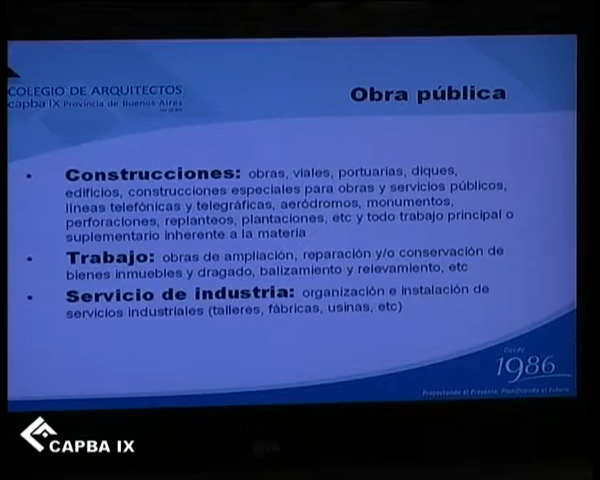 COLEGIO DE ARQUITECTOS
capba IX Provincia de Buenos Aires
Obra pública
• Construcciones: obras, viales, portuarias, diques,
edificios, construcciones especiales para obras y servicios públicos,
líneas telefónicas y telegráficas, aeródromos, monumentos,
perforaciones, replanteos, plantaciones, etc y todo trabajo principal o
suplementario inherente a la materia
• Trabajo: obras de ampliación, reparación y/o conservación de
bienes inmuebles y dragado, balizamiento y relevamiento, etc
• Servicio de industria: organización e instalación de
servicios industriales (talleres, fábricas, usinas, etc)
Desde
1986
Proyectando el Presente, Planificando el Futuro
CAPBA IX